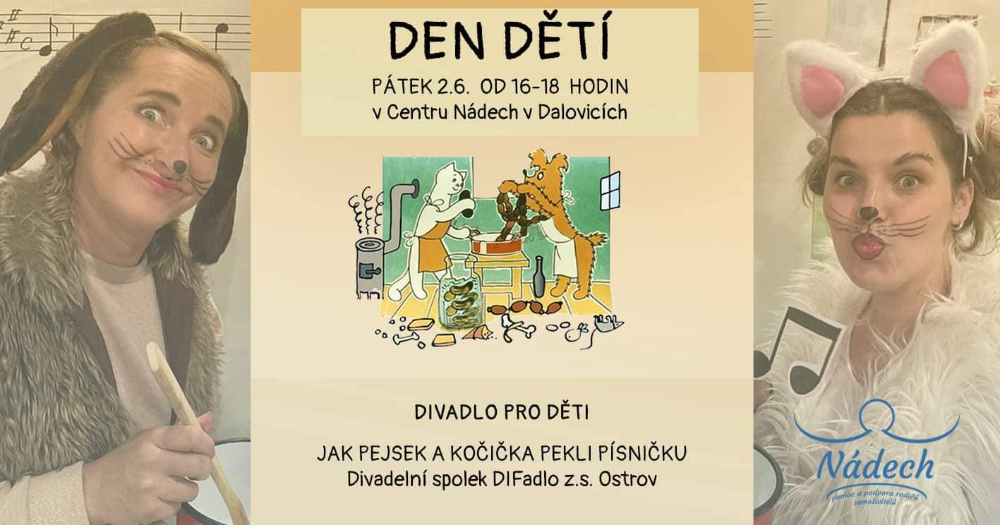 DEN DĚTÍ
PÁTEK 2.6. OD 16-18 HODIN
v Centru Nádech v Dalovicích
DIVADLO PRO DĚTI
JAK PEJSEK A KOČIČKA PEKLI PÍSNIČKU
Divadelní spolek DIFadlo z.s. Ostrov
Nádech
pomoc a podpora rodičů
samoživitelů